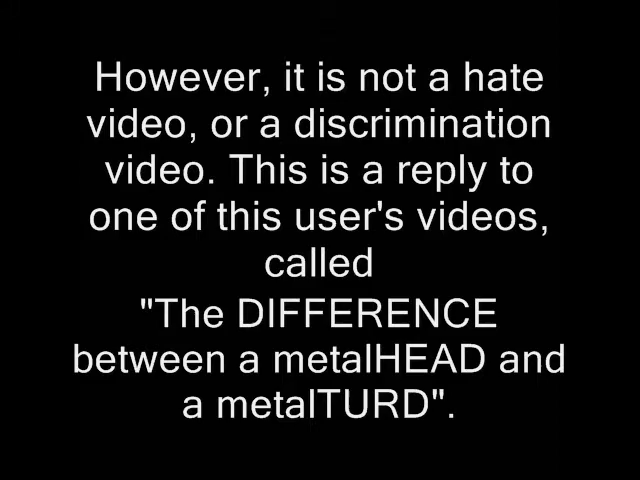 However, it is not a hate
video, or a discrimination
video. This is a reply to
one of this user's videos,
called
"The DIFFERENCE
between a metalHEAD and
a metalTURD".